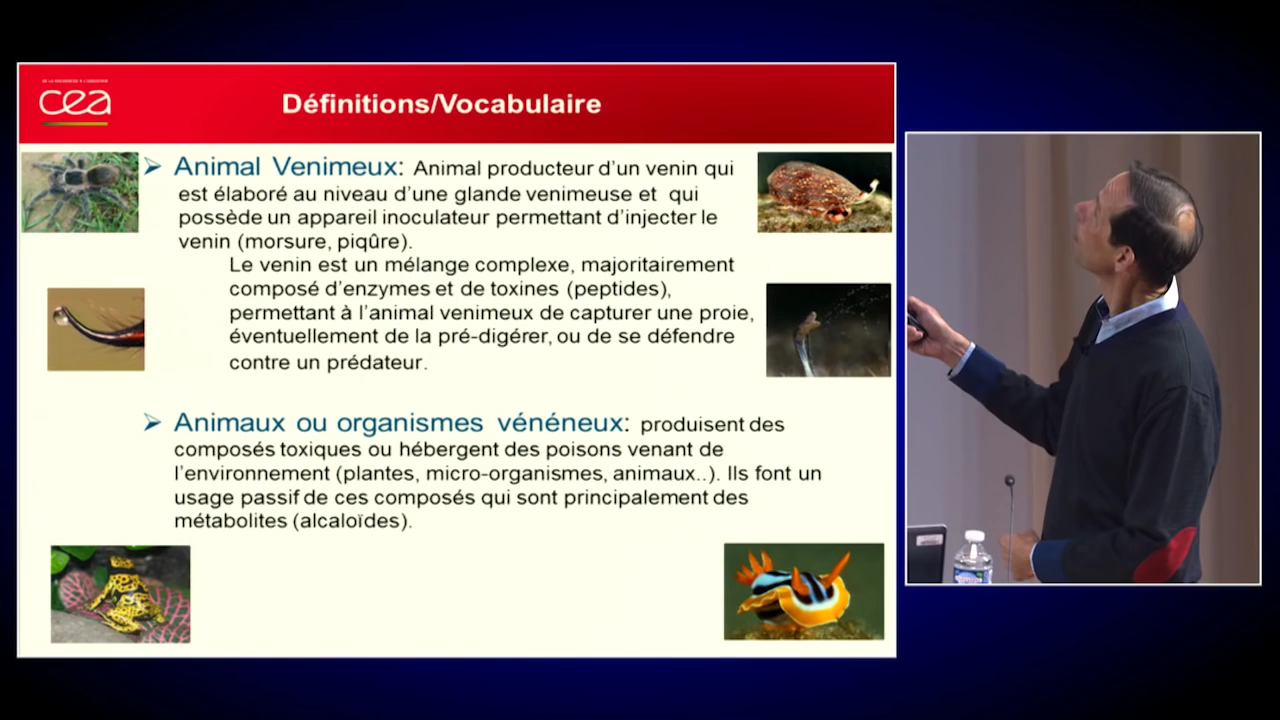 DE LA RECHERCHE À L'INDUSTRIE
cea
Définitions/Vocabulaire
➢ Animal Venimeux: Animal producteur d'un venin qui
est élaboré au niveau d'une glande venimeuse et qui
possède un appareil inoculateur permettant d'injecter le
venin (morsure, piqûre).
Le venin est un mélange complexe, majoritairement
composé d'enzymes et de toxines (peptides),
permettant à l'animal venimeux de capturer une proie,
éventuellement de la pré-digérer, ou de se défendre
contre un prédateur.
➢ Animaux ou organismes vénéneux: produisent des
composés toxiques ou hébergent des poisons venant de
l'environnement (plantes, micro-organismes, animaux..). Ils font un
usage passif de ces composés qui sont principalement des
métabolites (alcaloïdes).